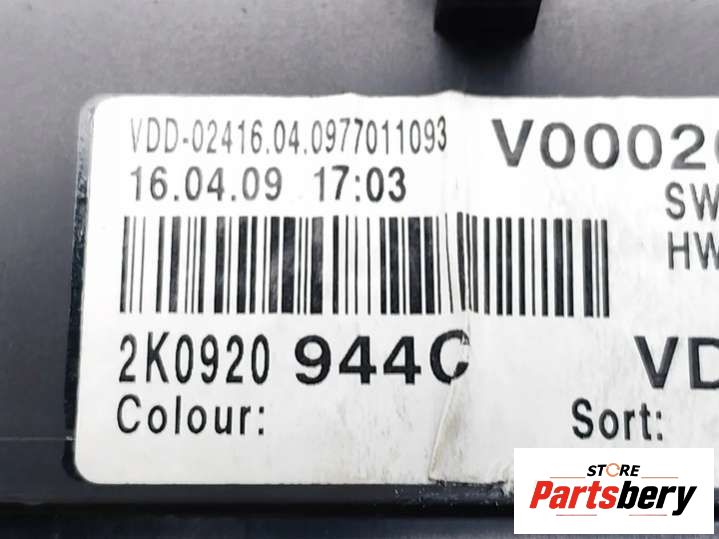 VDD-02416.04.0977011093
16.04.09 17:03
2K0920 944C
Colour:
V0002
SW
HW
VD
Sort:
STORE
Partsbery